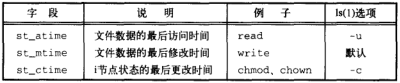 字 段 说 明 例 子 ls(1)选项
st_atime 文件数据的最后访问时间 read -u
st_mtime 文件数据的最后修改时间 write 默认
st_ctime i节点状态的最后更改时间 chmod、chown -c